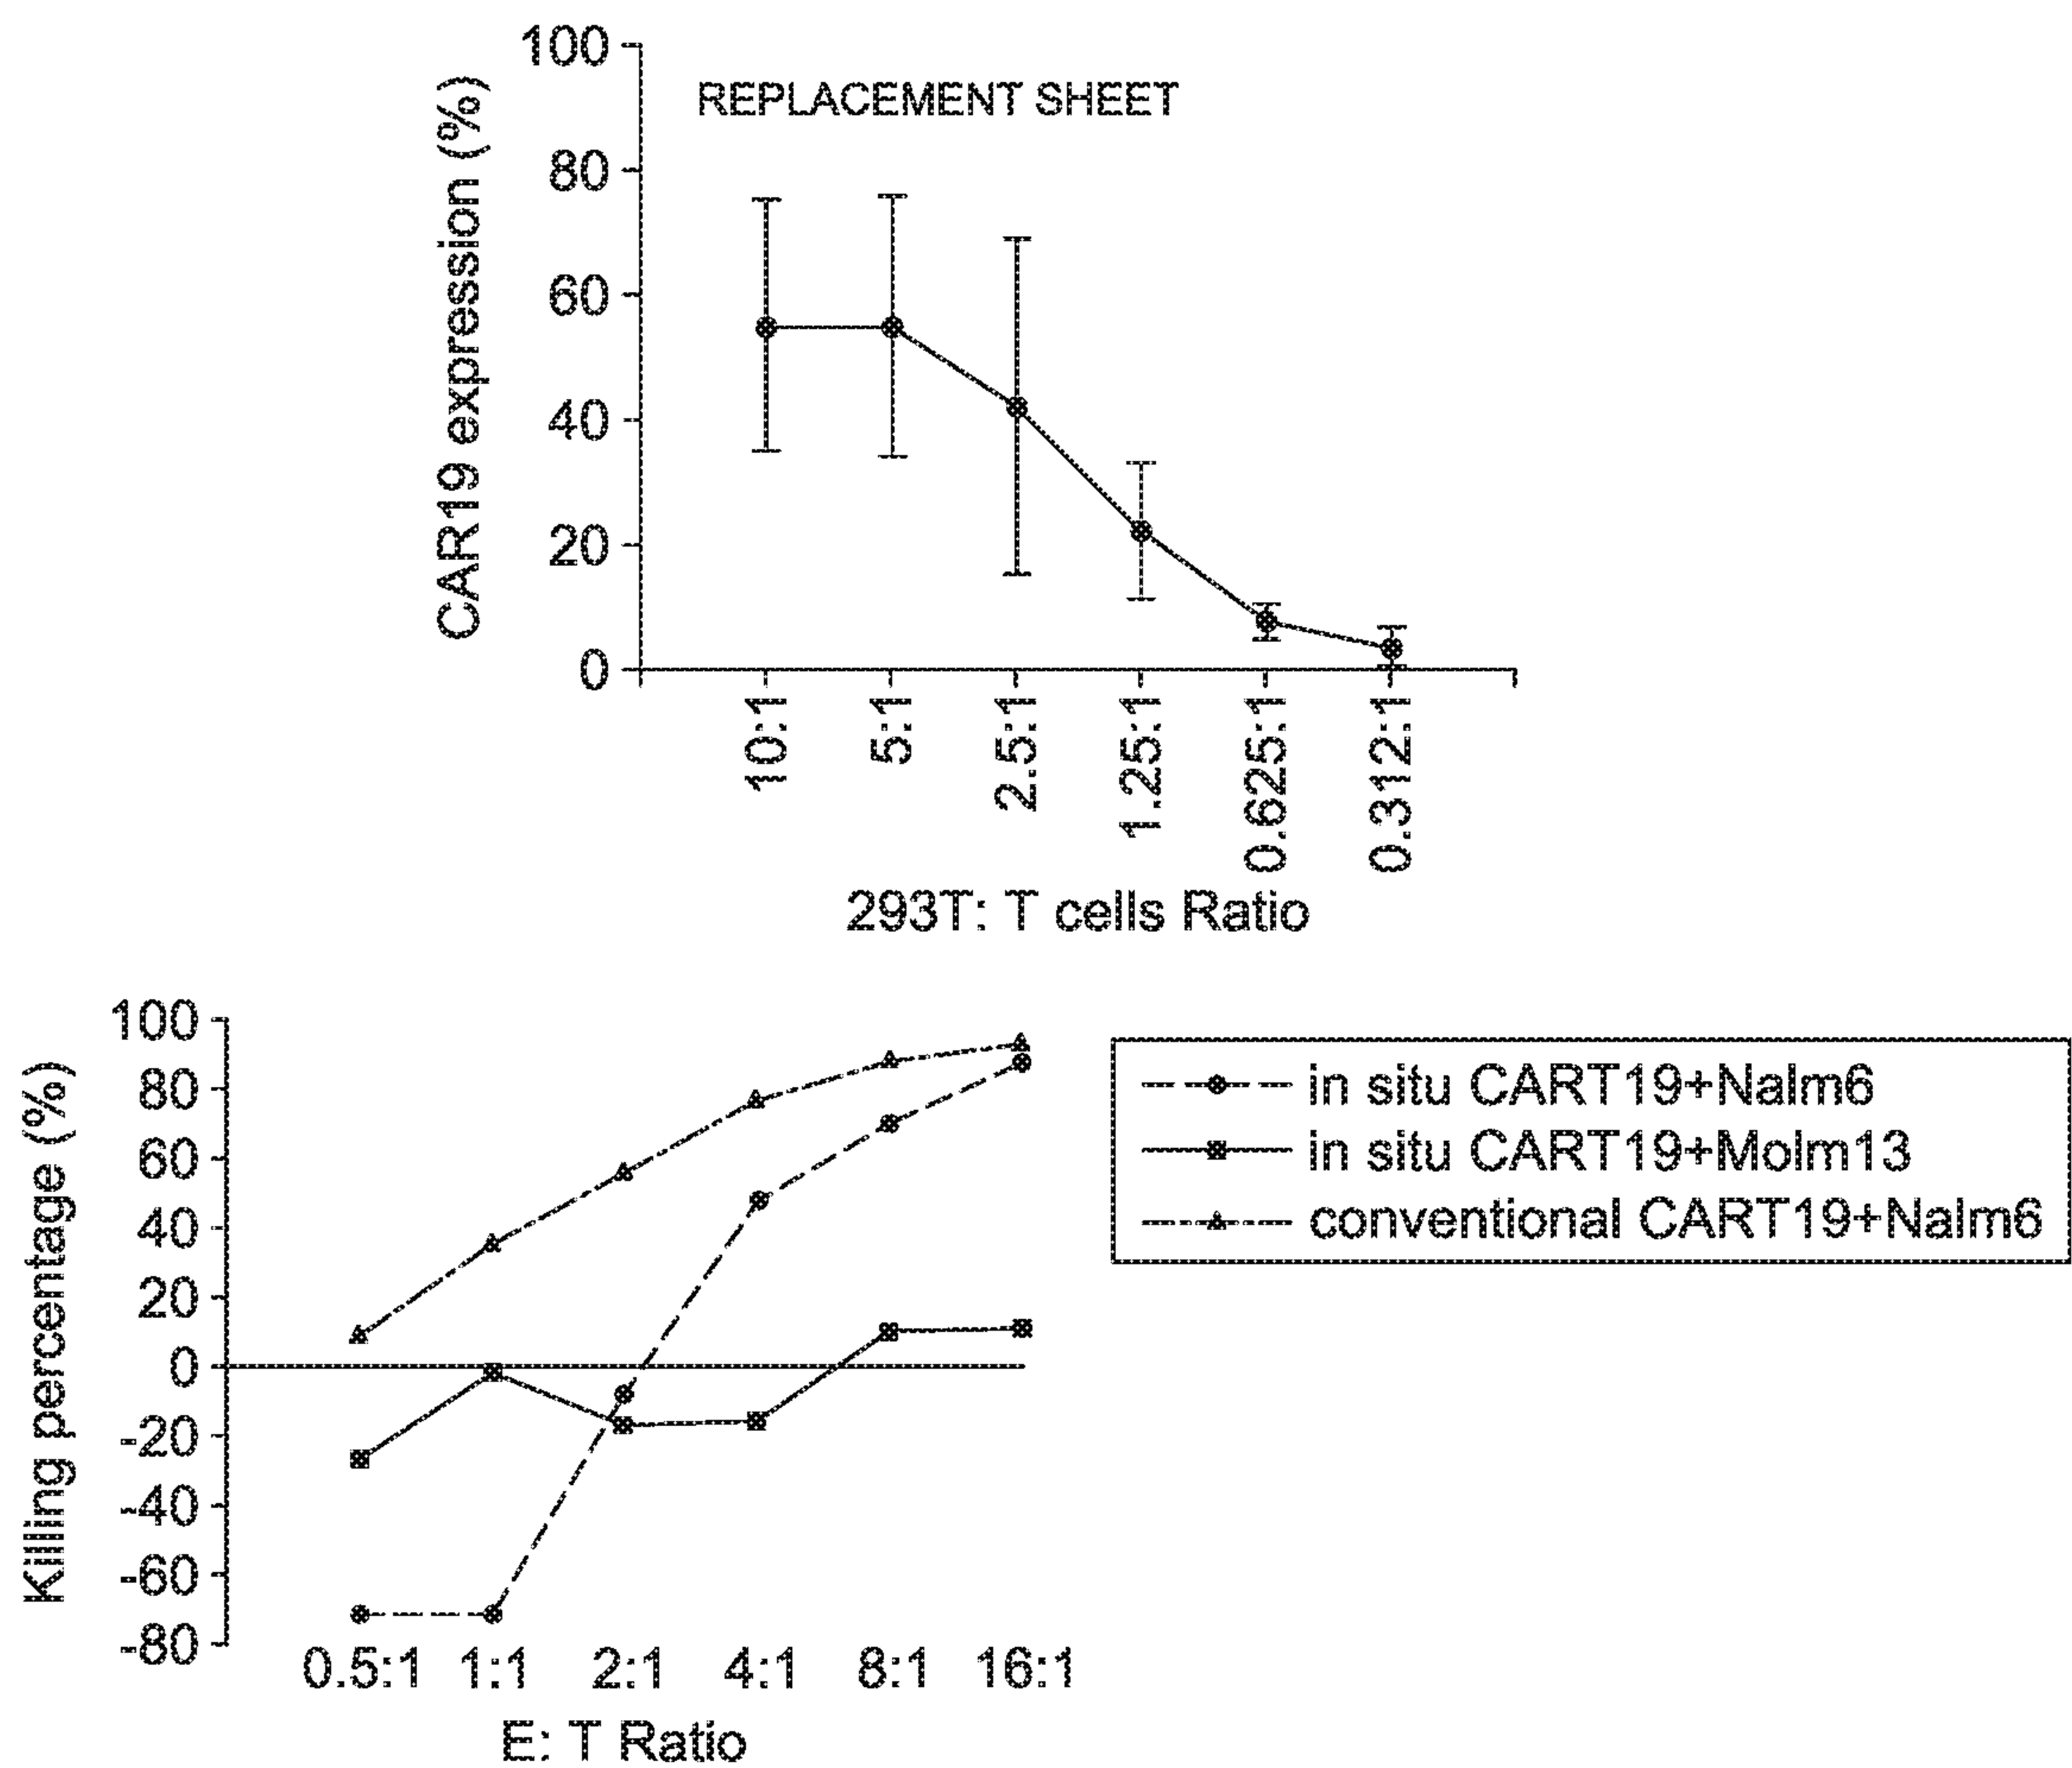 100
REPLACEMENT SHEET
80
60
40
20
0
CAR19 expression (%)
10:1
5:1
2.5:1
1.25:1
0.625:1
0.312:1
293T: T cells Ratio
100
80
60
40
20
0
-20
-40
-60
-80
Killing percentage (%)
0.5:1 1:1 2:1 4:1 8:1 16:1
E: T Ratio
in situ CART19+Nalm6
in situ CART19+Molm13
conventional CART19+Nalm6